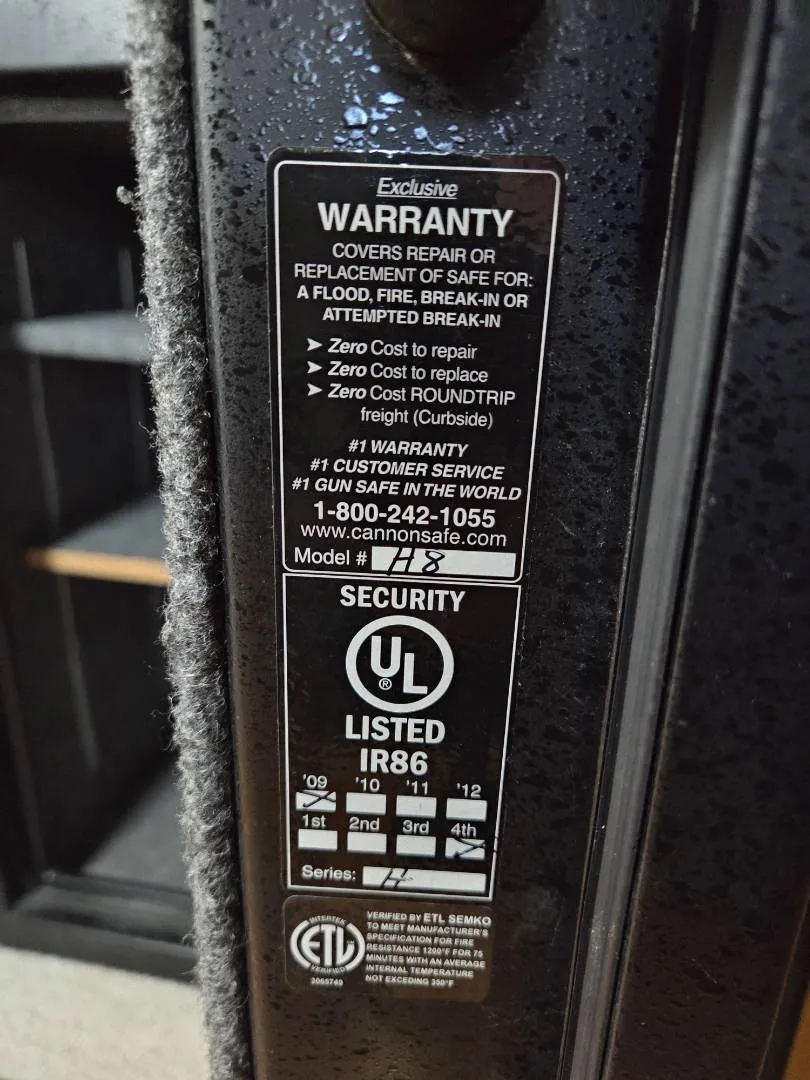 Exclusive
WARRANTY
COVERS REPAIR OR
REPLACEMENT OF SAFE FOR:
A FLOOD, FIRE, BREAK-IN OR
ATTEMPTED BREAK-IN
➤ Zero Cost to repair
➤ Zero Cost to replace
➤ Zero Cost ROUNDTRIP
freight (Curbside)
#1 WARRANTY
#1 CUSTOMER SERVICE
#1 GUN SAFE IN THE WORLD
1-800-242-1055
www.cannonsafe.com
Model # H8
SECURITY
UL ®
LISTED
IR86
'09 '10 '11 '12
1st 2nd 3rd 4th
Series: H
INTERTEK
ETL
VERIFIED
3065749
VERIFIED BY ETL SEMKO
TO MEET MANUFACTURER'S
SPECIFICATION FOR FIRE
RESISTANCE 1200°F FOR 75
MINUTES WITH AN AVERAGE
INTERNAL TEMPERATURE
NOT EXCEEDING 350°F